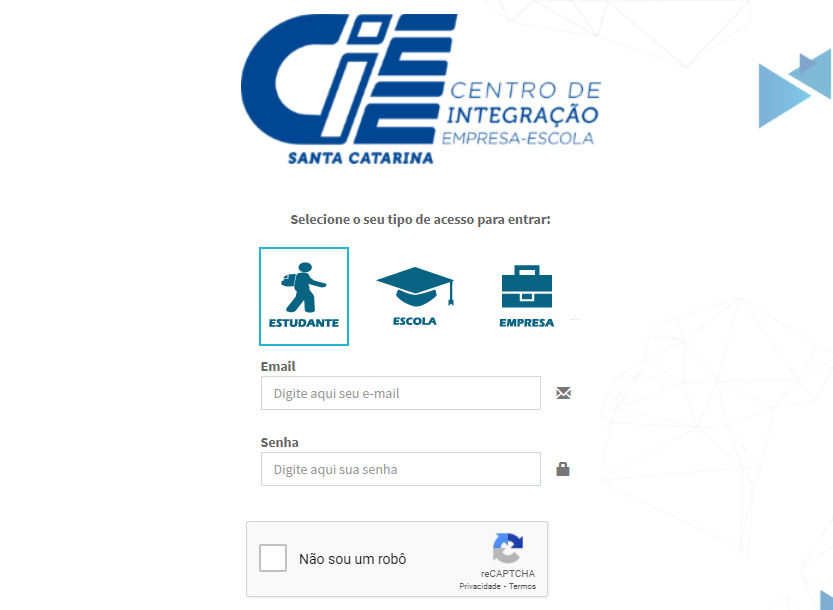 CIEE
CENTRO DE
INTEGRAÇÃO
EMPRESA-ESCOLA
SANTA CATARINA
Selecione o seu tipo de acesso para entrar:
ESTUDANTE
ESCOLA
EMPRESA
Email
Digite aqui seu e-mail
Senha
Digite aqui sua senha
Não sou um robô
reCAPTCHA
Privacidade - Termos